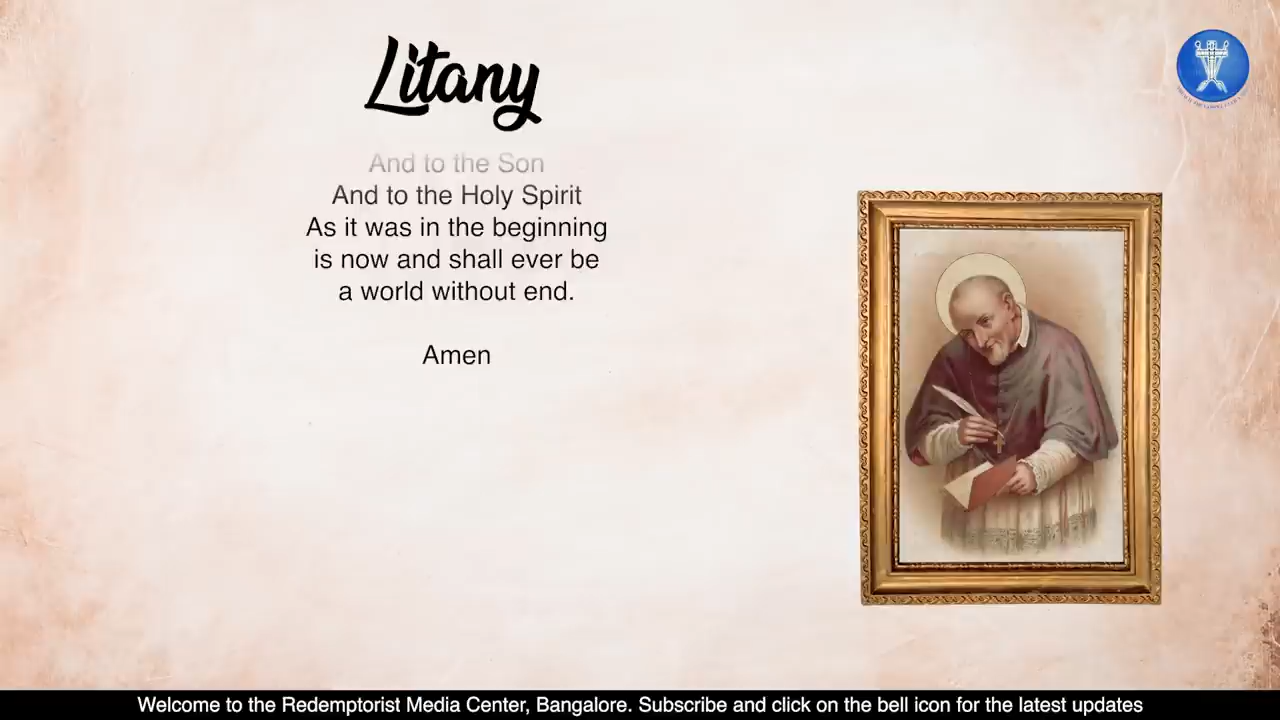 Litany
And to the Son
And to the Holy Spirit
As it was in the beginning
is now and shall ever be
a world without end.
Amen
Welcome to the Redemptorist Media Center, Bangalore. Subscribe and click on the bell icon for the latest updates